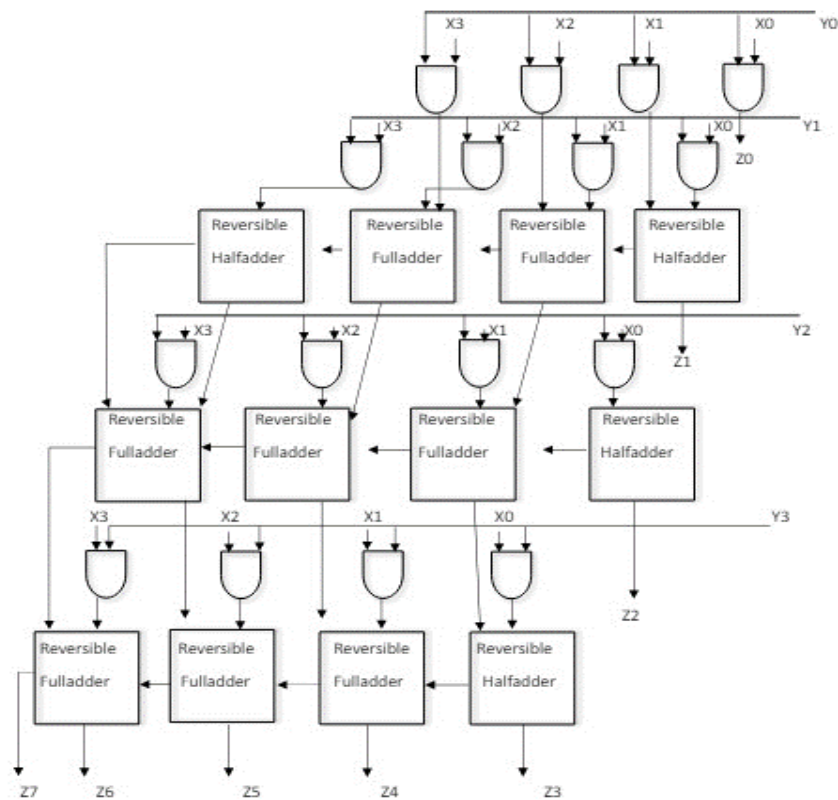 X3 X2 X1 X0 Y0
X3 X2 X1 X0 Y1
Z0
Reversible Reversible Reversible Reversible
Halfadder Fulladder Fulladder Halfadder
X3 X2 X1 X0 Y2
Z1
Reversible Reversible Reversible Reversible
Fulladder Fulladder Fulladder Halfadder
X3 X2 X1 X0 Y3
Z2
Reversible Reversible Reversible Reversible
Fulladder Fulladder Fulladder Halfadder
Z7 Z6 Z5 Z4 Z3